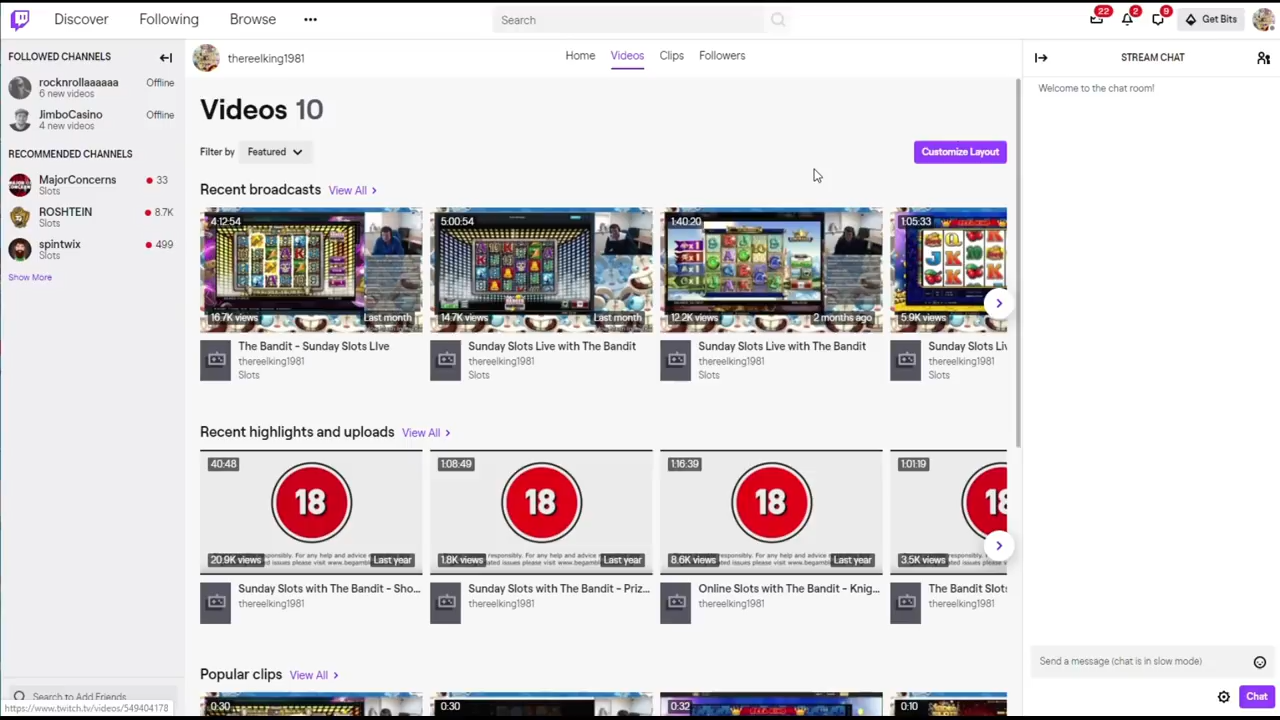 Discover
Following
Browse
Search
22
2
9
Get Bits
FOLLOWED CHANNELS
rocknrollaaaaaa
Offline
6 new videos
JimboCasino
Offline
4 new videos
RECOMMENDED CHANNELS
MajorConcerns
33
Slots
ROSHTEIN
8.7K
Slots
spintwix
499
Slots
Show More
Search to Add Friends
https://www.twitch.tv/videos/549404178
thereelking1981
Home
Videos
Clips
Followers
Videos 10
Filter by
Featured
Customize Layout
Recent broadcasts
View All
4:12:54
16.7K views
Last month
The Bandit - Sunday Slots LIve
thereelking1981
Slots
5:00:54
14.7K views
Last month
Sunday Slots Live with The Bandit
thereelking1981
Slots
1:40:20
12.2K views
2 months ago
Sunday Slots Live with The Bandit
thereelking1981
Slots
1:05:33
5.9K views
Sunday Slots Liv
thereelking1981
Slots
Recent highlights and uploads
View All
40:48
18
20.9K views
Last year
Sunday Slots with The Bandit - Sho...
thereelking1981
1:08:49
18
1.8K views
Last year
Sunday Slots with The Bandit - Priz...
thereelking1981
1:16:39
18
8.6K views
Last year
Online Slots with The Bandit - Knig...
thereelking1981
1:01:19
18
3.5K views
The Bandit Slots
thereelking1981
Popular clips
View All
0:30
0:30
0:32
0:10
STREAM CHAT
Welcome to the chat room!
Send a message (chat is in slow mode)
Chat